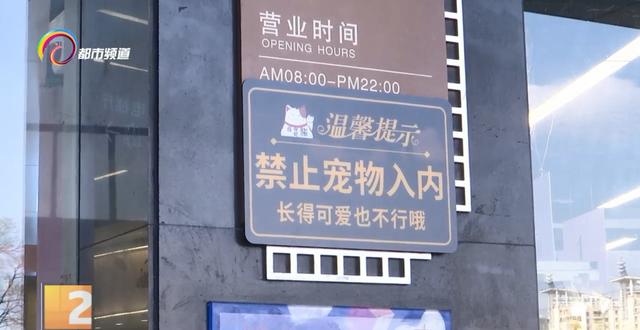 都市频道
营业时间
OPENING HOURS
AM08:00-PM22:00
温馨提示
禁止宠物入内
长得可爱也不行哦
2